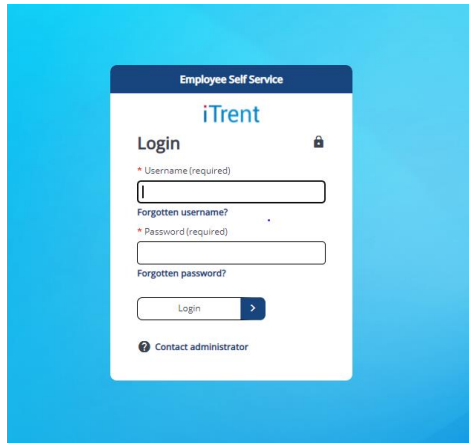 Employee Self Service
iTrent
Login
* Username (required)
Forgotten username?
* Password (required)
Forgotten password?
Login >
? Contact administrator